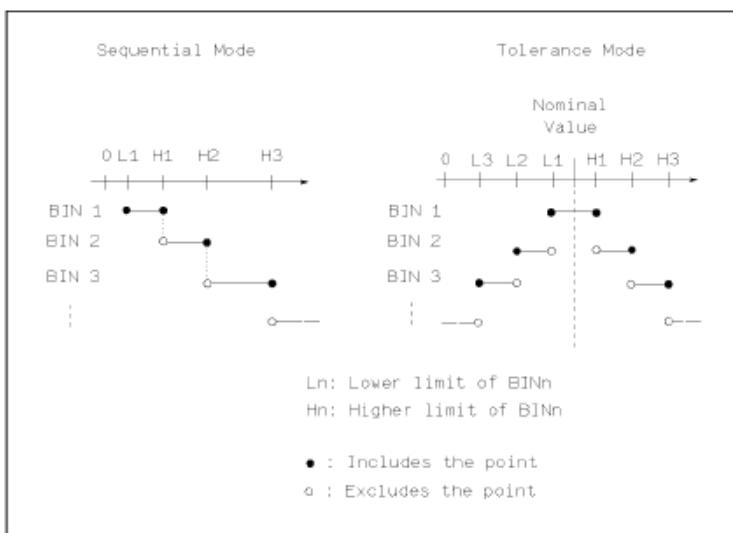 Sequential Mode
Tolerance Mode
Nominal
Value
0 L1 H1 H2 H3
0 L3 L2 L1 H1 H2 H3
BIN 1
BIN 2
BIN 3
BIN 1
BIN 2
BIN 3
Ln: Lower limit of BINn
Hn: Higher limit of BINn
● : Includes the point
○ : Excludes the point